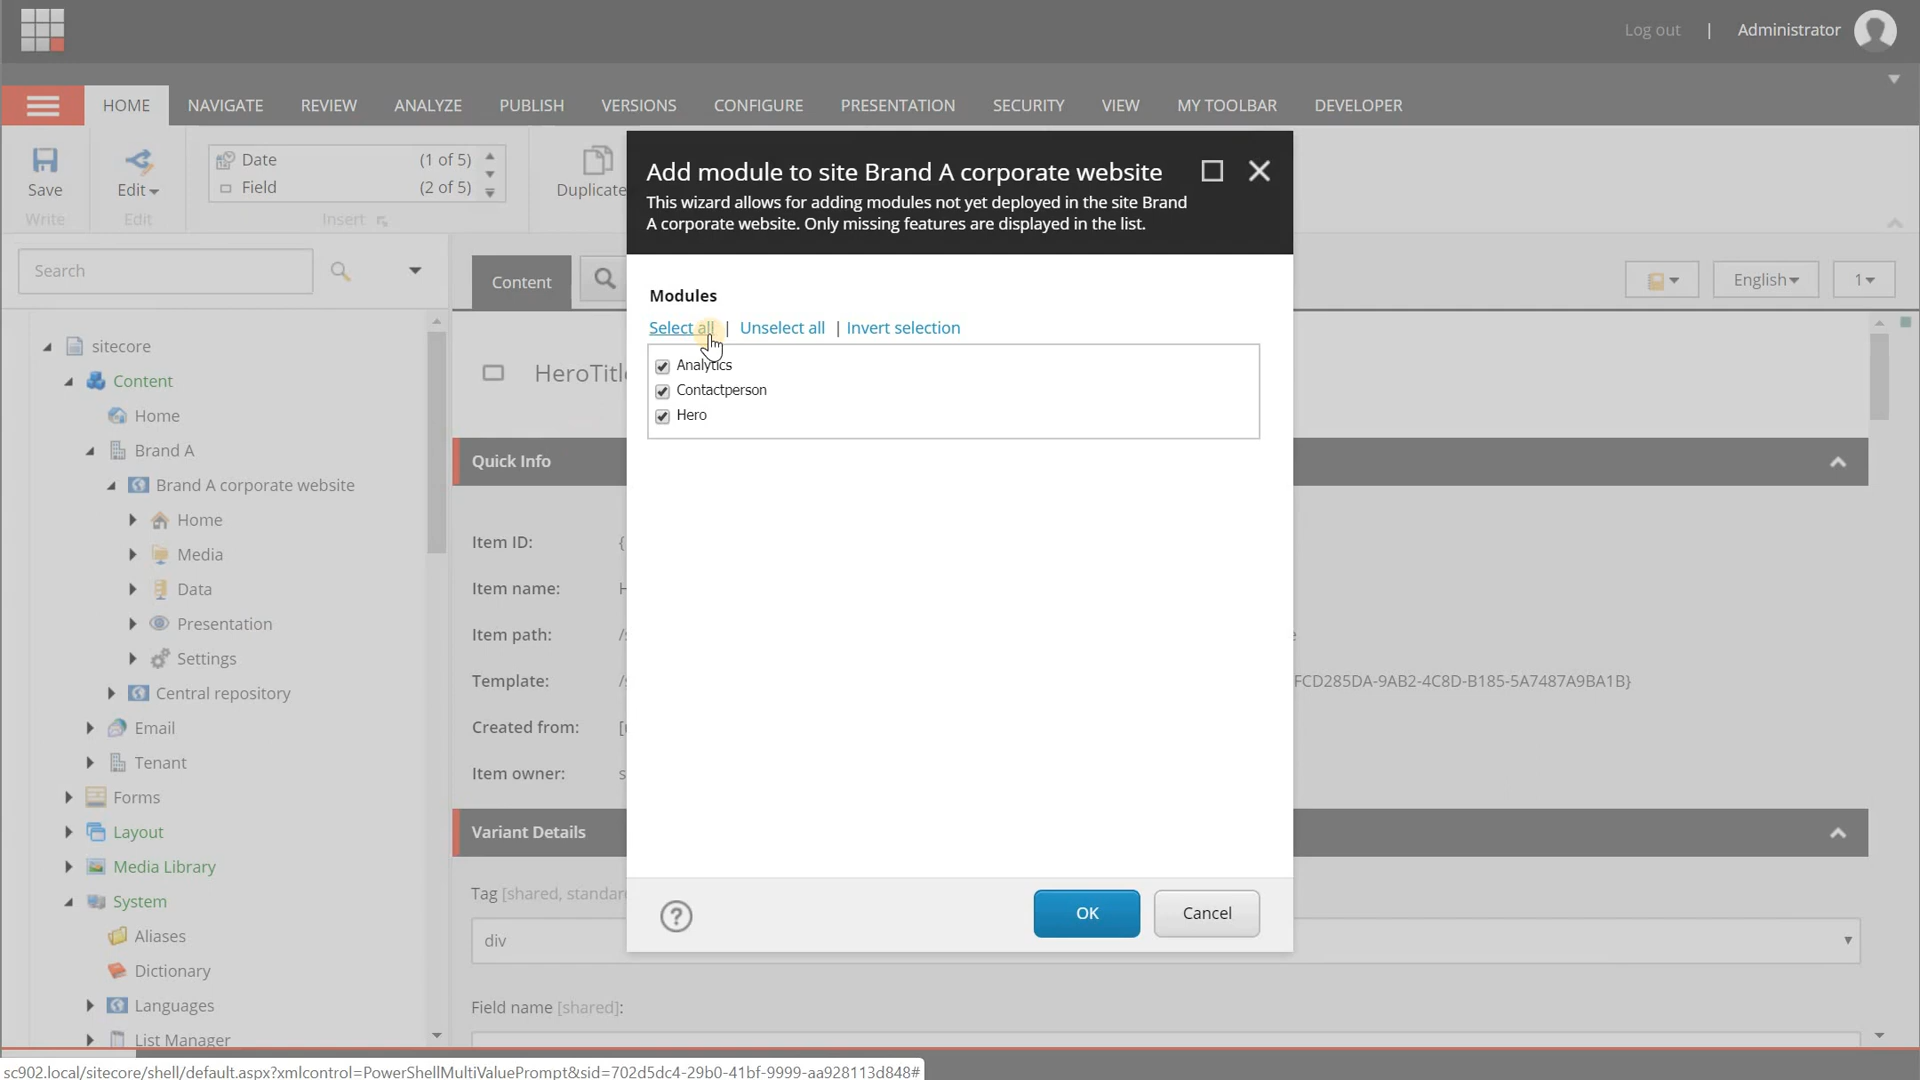 Log out | Administrator
HOME NAVIGATE REVIEW ANALYZE PUBLISH VERSIONS CONFIGURE PRESENTATION SECURITY VIEW MY TOOLBAR DEVELOPER
Save
Write
Edit
Edit
Date (1 of 5)
Field (2 of 5)
Insert
Duplicate
Search
sitecore
Content
Home
Brand A
Brand A corporate website
Home
Media
Data
Presentation
Settings
Central repository
Email
Tenant
Forms
Layout
Media Library
System
Aliases
Dictionary
Languages
List Manager
Content
English
1
Quick Info
Item ID:
Item name:
Item path:
Template: FCD285DA-9AB2-4C8D-B185-5A7487A9BA1B}
Created from:
Item owner:
Variant Details
Tag [shared,
div
Field name [shared]:
Add module to site Brand A corporate website
This wizard allows for adding modules not yet deployed in the site Brand
A corporate website. Only missing features are displayed in the list.
Modules
Select all | Unselect all | Invert selection
Analytics
Contactperson
Hero
? OK Cancel
sc902.local/sitecore/shell/default.aspx?xmlcontrol=PowerShellMultiValuePrompt&sid=702d5dc4-29b0-41bf-9999-aa928113d848#